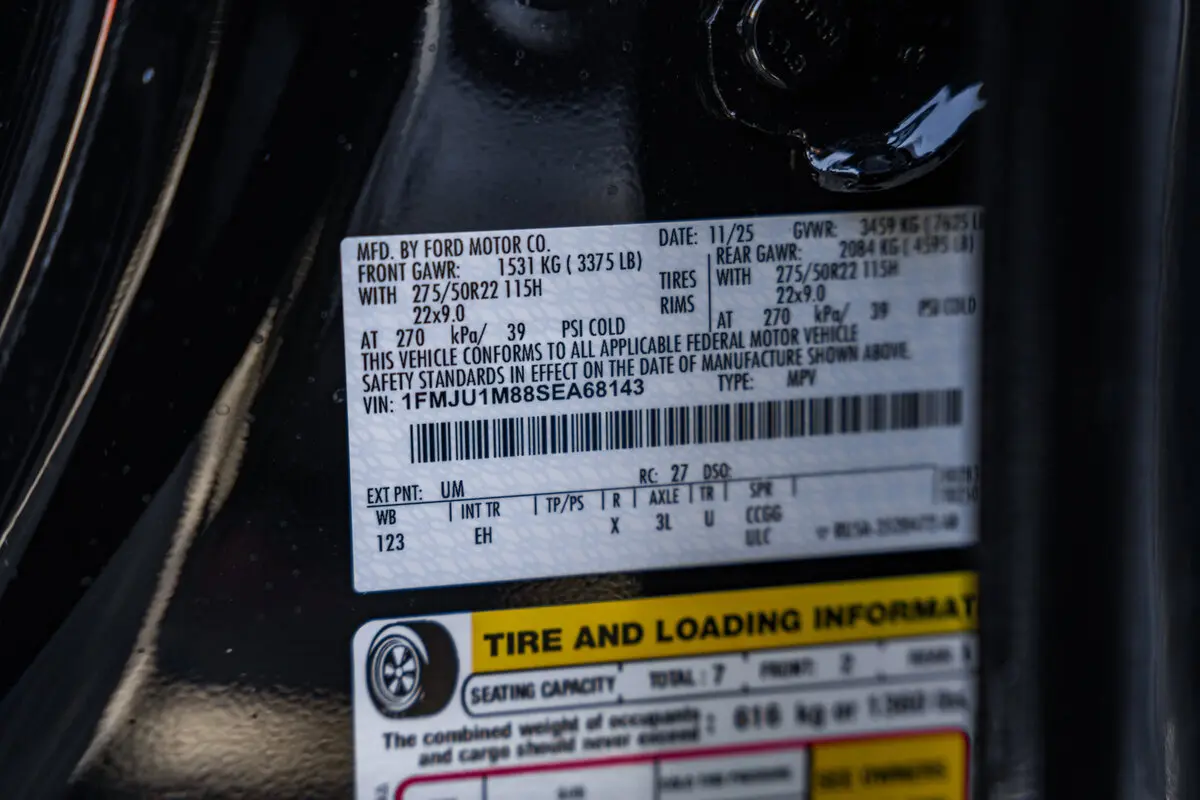 MFD. BY FORD MOTOR CO. DATE: 11/25 GVWR: 3459 KG ( 7625 L
FRONT GAWR: 1531 KG ( 3375 LB) REAR GAWR: 2084 KG ( 4595 LB)
WITH 275/50R22 115H TIRES WITH 275/50R22 115H
22x9.0 RIMS 22x9.0
AT 270 kPa/ 39 PSI COLD AT 270 kPa/ 39 PSI COLD
THIS VEHICLE CONFORMS TO ALL APPLICABLE FEDERAL MOTOR VEHICLE
SAFETY STANDARDS IN EFFECT ON THE DATE OF MANUFACTURE SHOWN ABOVE.
VIN: 1FMJU1M88SEA68143 TYPE: MPV
EXT PNT: UM RC: 27 DSO:
WB INT TR TP/PS R AXLE TR SPR
123 EH X 3L U CCGG
ULC
TIRE AND LOADING INFORMAT
SEATING CAPACITY TOTAL : 7 FRONT: 2
The combined weight of occupants
and cargo should never exceed : 616 kg or